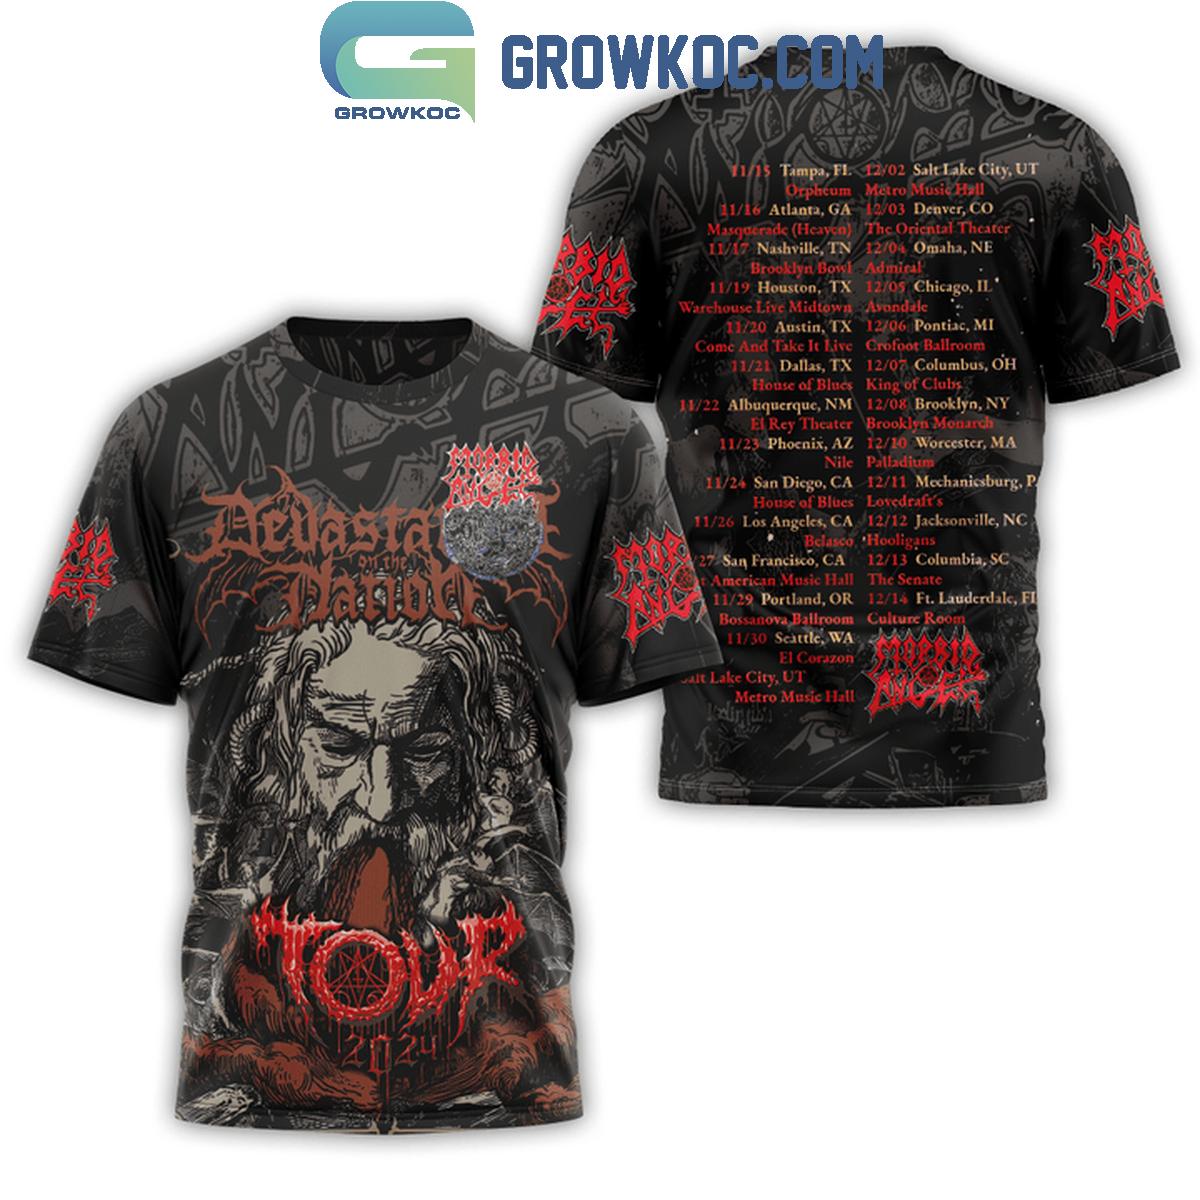 GROWKOC
GROWKOC.COM
11/15 Tampa, FL
Orpheum
11/16 Atlanta, GA
Masquerade (Heaven)
11/17 Nashville, TN
Brooklyn Bowl
11/19 Houston, TX
Warehouse Live Midtown
11/20 Austin, TX
Come And Take It Live
11/21 Dallas, TX
House of Blues
11/22 Albuquerque, NM
El Rey Theater
11/23 Phoenix, AZ
Nile
11/24 San Diego, CA
House of Blues
11/26 Los Angeles, CA
Belasco
27 San Francisco, CA
t American Music Hall
11/29 Portland, OR
Bossanova Ballroom
11/30 Seattle, WA
El Corazon
alt Lake City, UT
Metro Music Hall
12/02 Salt Lake City, UT
Metro Music Hall
12/03 Denver, CO
The Oriental Theater
12/04 Omaha, NE
Admiral
12/05 Chicago, IL
Avondale
12/06 Pontiac, MI
Crofoot Ballroom
12/07 Columbus, OH
King of Clubs
12/08 Brooklyn, NY
Brooklyn Monarch
12/10 Worcester, MA
Palladium
12/11 Mechanicsburg, P
Lovedraft's
12/12 Jacksonville, NC
Hooligans
12/13 Columbia, SC
The Senate
12/14 Ft. Lauderdale, FL
Culture Room
MORBID
ANGEL
MORBID
ANGEL
Devasta
on the
Nation
TOUR
2024